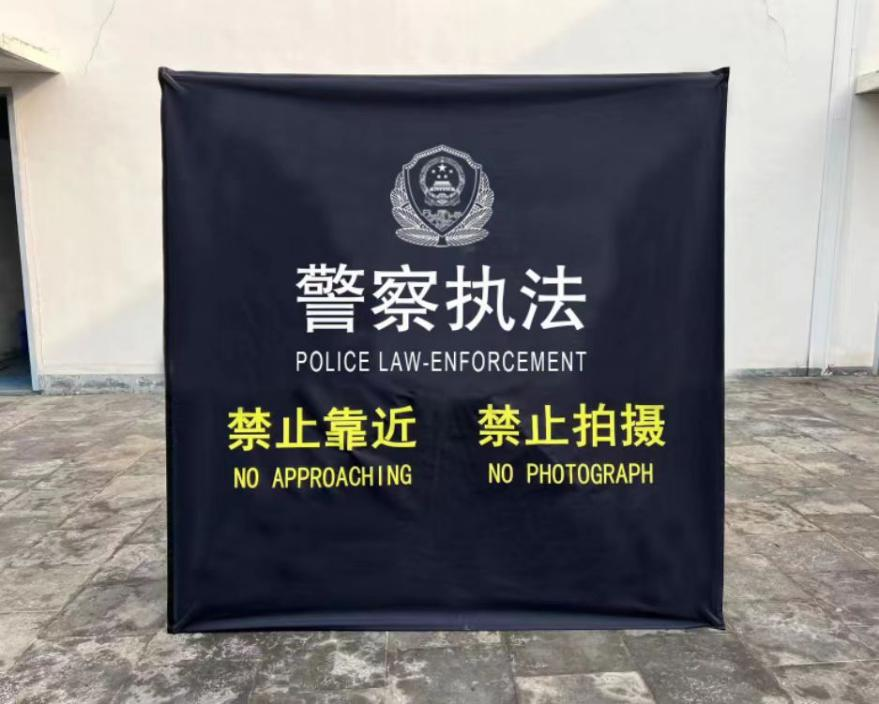 警察执法
POLICE LAW-ENFORCEMENT
禁止靠近 禁止拍摄
NO APPROACHING NO PHOTOGRAPH